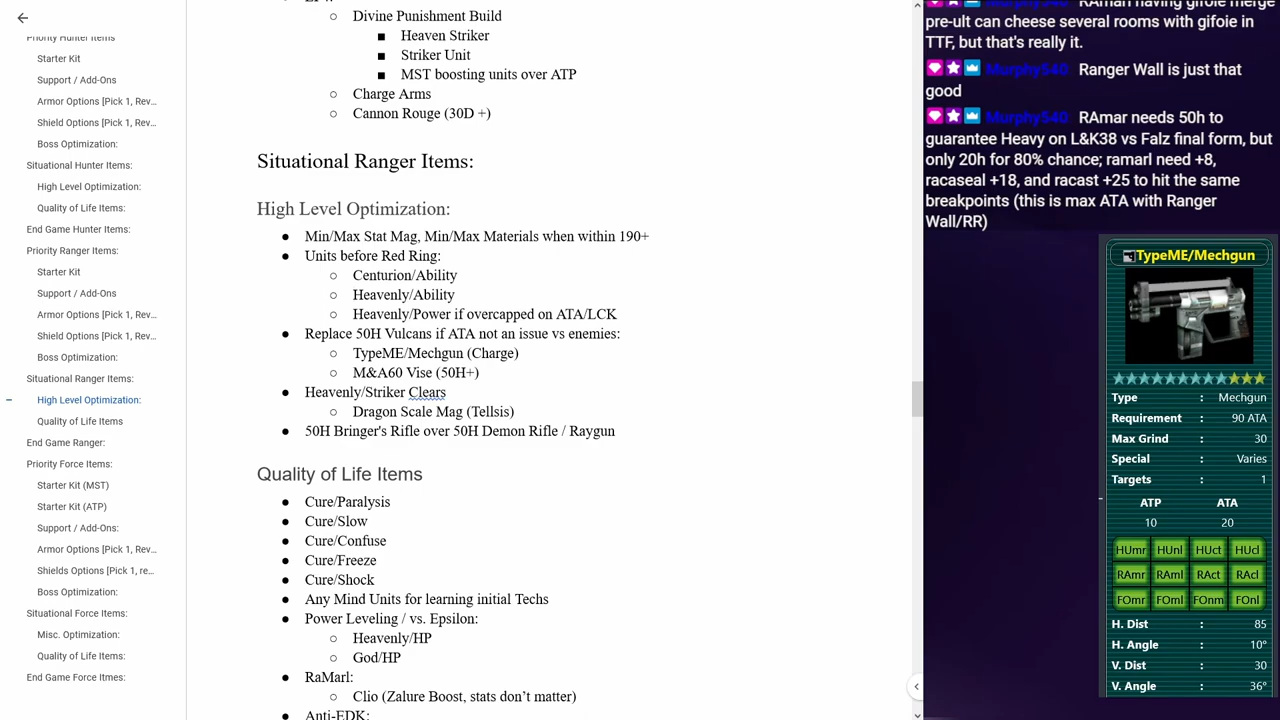 Priority Hunter Items
Starter Kit
Support / Add-Ons
Armor Options [Pick 1, Rev...
Shield Options [Pick 1, Rev...
Boss Optimization:
Situational Hunter Items:
High Level Optimization:
Quality of Life Items:
End Game Hunter Items:
Priority Ranger Items:
Starter Kit
Support / Add-Ons
Armor Options [Pick 1, Rev...
Shield Options [Pick 1, Rev...
Boss Optimization:
Situational Ranger Items:
High Level Optimization:
Quality of Life Items
End Game Ranger:
Priority Force Items:
Starter Kit (MST)
Starter Kit (ATP)
Support / Add-Ons:
Armor Options [Pick 1, Rev...
Shields Options [Pick 1, re...
Boss Optimization:
Situational Force Items:
Misc. Optimization:
Quality of Life Items:
End Game Force Itmes:
○ Divine Punishment Build
■ Heaven Striker
■ Striker Unit
■ MST boosting units over ATP
○ Charge Arms
○ Cannon Rouge (30D +)
Situational Ranger Items:
High Level Optimization:
● Min/Max Stat Mag, Min/Max Materials when within 190+
● Units before Red Ring:
○ Centurion/Ability
○ Heavenly/Ability
○ Heavenly/Power if overcapped on ATA/LCK
● Replace 50H Vulcans if ATA not an issue vs enemies:
○ TypeME/Mechgun (Charge)
○ M&A60 Vise (50H+)
● Heavenly/Striker Clears
○ Dragon Scale Mag (Tellsis)
● 50H Bringer's Rifle over 50H Demon Rifle / Raygun
Quality of Life Items
● Cure/Paralysis
● Cure/Slow
● Cure/Confuse
● Cure/Freeze
● Cure/Shock
● Any Mind Units for learning initial Techs
● Power Leveling / vs. Epsilon:
○ Heavenly/HP
○ God/HP
● RaMarl:
○ Clio (Zalure Boost, stats don't matter)
● Anti-EDK:
RAmar having gifoie merge
pre-ult can cheese several rooms with gifoie in
TTF, but that's really it.
Murphy540 Ranger Wall is just that
good
Murphy540 RAmar needs 50h to
guarantee Heavy on L&K38 vs Falz final form, but
only 20h for 80% chance; ramarl need +8,
racaseal +18, and racast +25 to hit the same
breakpoints (this is max ATA with Ranger
Wall/RR)
TypeME/Mechgun
Type : Mechgun
Requirement : 90 ATA
Max Grind : 30
Special : Varies
Targets : 1
ATP ATA
10 20
HUmr HUnl HUct HUcl
RAmr RAml RAct RAcl
FOmr FOml FOnm FOnl
H. Dist : 85
H. Angle : 10°
V. Dist : 30
V. Angle : 36°